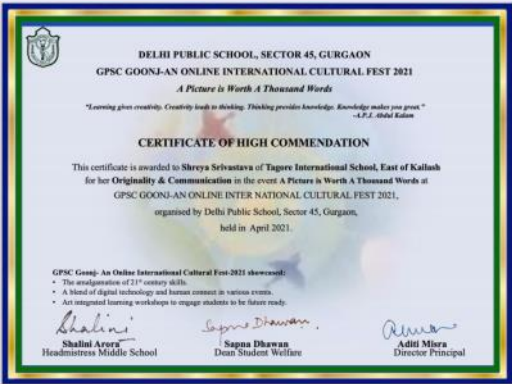 DELHI PUBLIC SCHOOL, SECTOR 45, GURGAON
GPSC GOONJ-AN ONLINE INTERNATIONAL CULTURAL FEST 2021
A Picture is Worth A Thousand Words
"Learning gives creativity. Creativity leads to thinking. Thinking provides knowledge. Knowledge makes you great."
-A.P.J. Abdul Kalam
CERTIFICATE OF HIGH COMMENDATION
This certificate is awarded to Shreya Srivastava of Tagore International School, East of Kailash
for her Originality & Communication in the event A Picture is Worth A Thousand Words at
GPSC GOONJ-AN ONLINE INTER NATIONAL CULTURAL FEST 2021,
organised by Delhi Public School, Sector 45, Gurgaon,
held in April 2021.
GPSC Goonj- An Online International Cultural Fest-2021 showcased:
• The amalgamation of 21st century skills.
• A blend of digital technology and human connect in various events.
• Art integrated learning workshops to engage students to be future ready.
Shalini Sapna Dhawan.
Shalini Arora Sapna Dhawan Aditi Misra
Headmistress Middle School Dean Student Welfare Director Principal